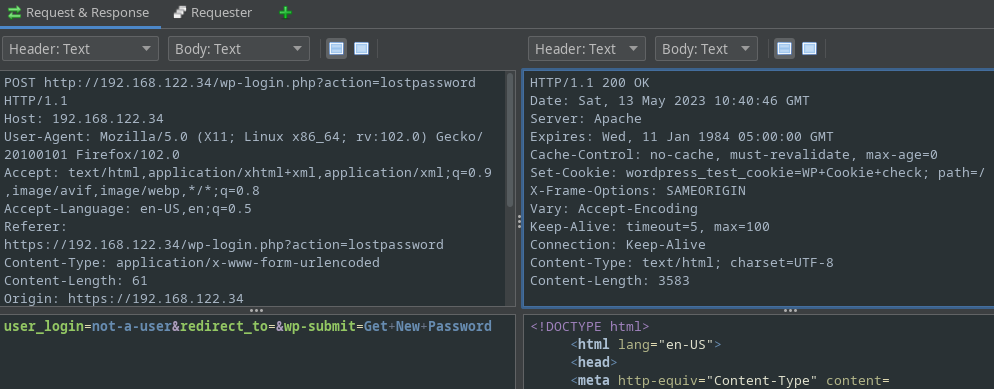 Request & Response
Requester
Header: Text
Body: Text
Header: Text
Body: Text
POST http://192.168.122.34/wp-login.php?action=lostpassword
HTTP/1.1
Host: 192.168.122.34
User-Agent: Mozilla/5.0 (X11; Linux x86_64; rv:102.0) Gecko/
20100101 Firefox/102.0
Accept: text/html,application/xhtml+xml,application/xml;q=0.9
,image/avif,image/webp,*/*;q=0.8
Accept-Language: en-US,en;q=0.5
Referer:
https://192.168.122.34/wp-login.php?action=lostpassword
Content-Type: application/x-www-form-urlencoded
Content-Length: 61
Origin: https://192.168.122.34
user_login=not-a-user&redirect_to=&wp-submit=Get+New+Password
HTTP/1.1 200 OK
Date: Sat, 13 May 2023 10:40:46 GMT
Server: Apache
Expires: Wed, 11 Jan 1984 05:00:00 GMT
Cache-Control: no-cache, must-revalidate, max-age=0
Set-Cookie: wordpress_test_cookie=WP+Cookie+check; path=/
X-Frame-Options: SAMEORIGIN
Vary: Accept-Encoding
Keep-Alive: timeout=5, max=100
Connection: Keep-Alive
Content-Type: text/html; charset=UTF-8
Content-Length: 3583
<!DOCTYPE html>
<html lang="en-US">
<head>
<meta http-equiv="Content-Type" content=